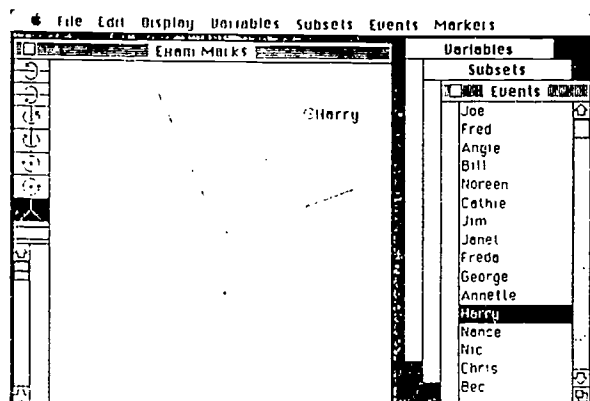 File Edit Display Variables Subsets Events Markers
Exam Marks
Variables
Subsets
Events
Harry
Joe
Fred
Angie
Bill
Noreen
Cathie
Jim
Janet
Freda
George
Annette
Harry
Nance
Nic
Chris
Bec